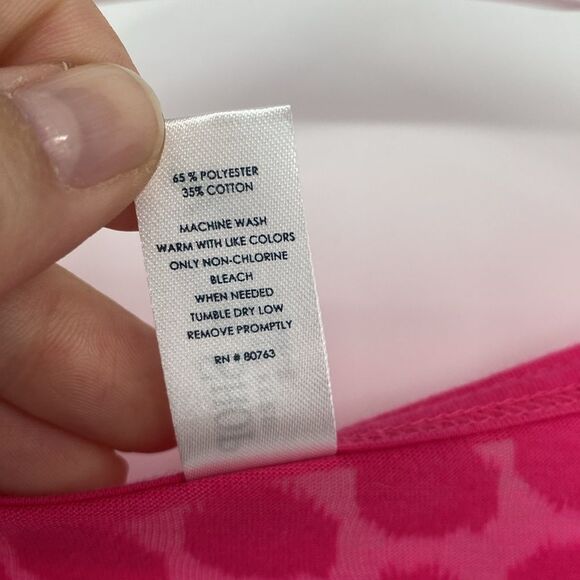 65 % POLYESTER
35% COTTON
MACHINE WASH
WARM WITH LIKE COLORS
ONLY NON-CHLORINE
BLEACH
WHEN NEEDED
TUMBLE DRY LOW
REMOVE PROMPTLY
RN # 80763